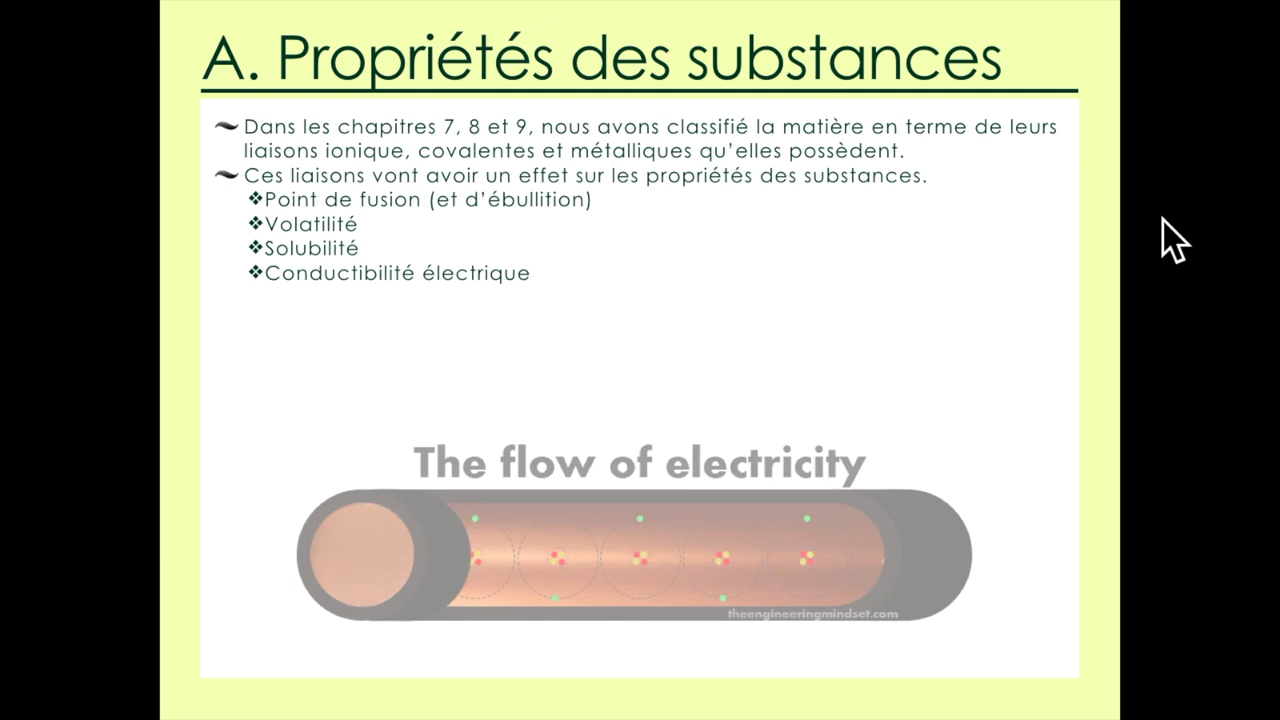 A. Propriétés des substances
Dans les chapitres 7, 8 et 9, nous avons classifié la matière en terme de leurs
liaisons ionique, covalentes et métalliques qu’elles possèdent.
Ces liaisons vont avoir un effet sur les propriétés des substances.
❖Point de fusion (et d’ébullition)
❖Volatilité
❖Solubilité
❖Conductibilité électrique
The flow of electricity
theengineeringmindset.com